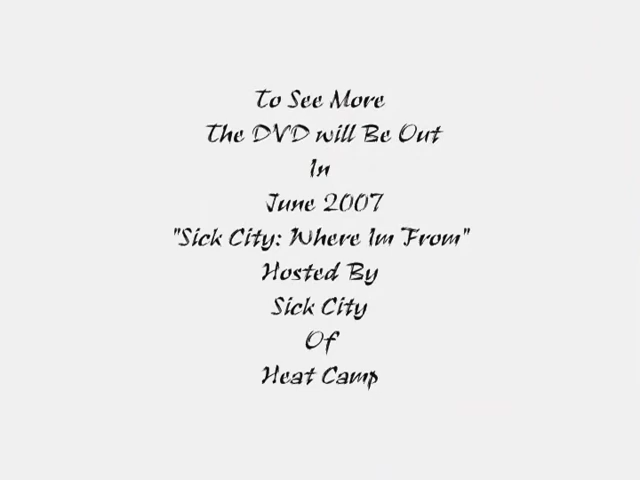 To See More
The DVD will Be Out
In
June 2007
"Sick City: Where Im From"
Hosted By
Sick City
Of
Heat Camp